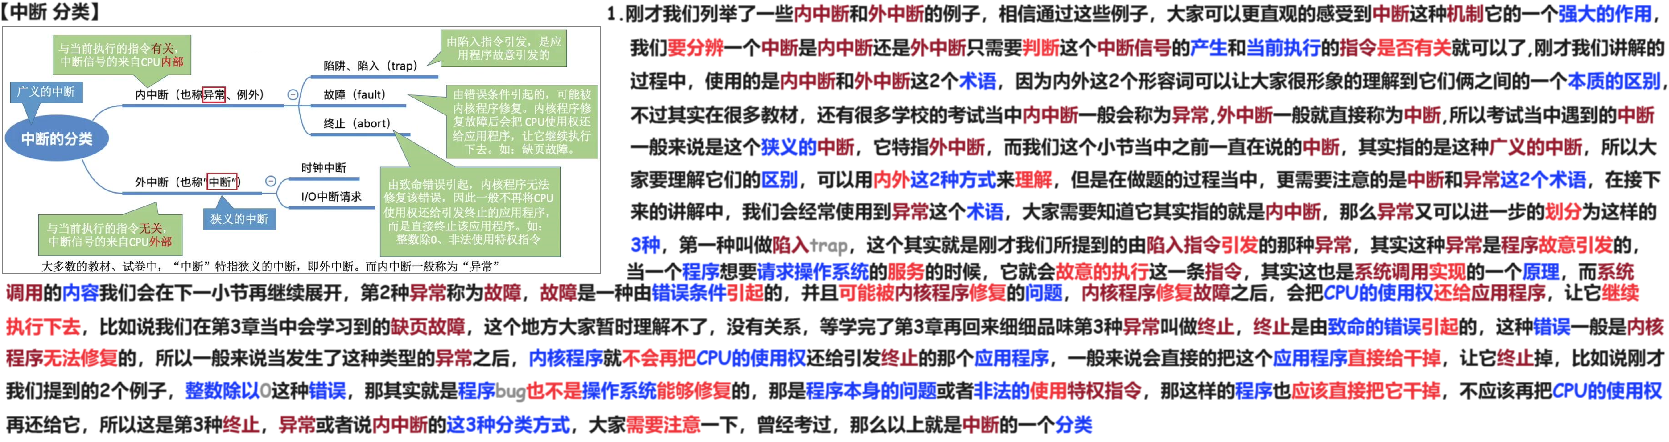 【中断 分类】
与当前执行的指令有关，
中断信号的来自CPU内部
广义的中断
中断的分类
内中断（也称异常、例外）
陷阱、陷入（trap）
故障（fault）
终止（abort）
由陷入指令引发，是应
用程序故意引发的
由错误条件引起的，可能被
内核程序修复。内核程序修
复故障后会把 CPU使用权还
给应用程序，让它继续执行
下去。如：缺页故障。
外中断（也称“中断”）
时钟中断
I/O中断请求
狭义的中断
由致命错误引起，内核程序无法
修复该错误，因此一般不再将CPU
使用权还给引发终止的应用程序，
而是直接终止该应用程序。如：
整数除0、非法使用特权指令
与当前执行的指令无关，
中断信号的来自CPU外部
大多数的教材、试卷中，“中断”特指狭义的中断，即外中断。而内中断一般称为“异常”
1.刚才我们列举了一些内中断和外中断的例子，相信通过这些例子，大家可以更直观的感受到中断这种机制它的一个强大的作用，
我们要分辨一个中断是内中断还是外中断只需要判断这个中断信号的产生和当前执行的指令是否有关就可以了,刚才我们讲解的
过程中，使用的是内中断和外中断这2个术语，因为内外这2个形容词可以让大家很形象的理解到它们俩之间的一个本质的区别，
不过其实在很多教材，还有很多学校的考试当中内中断一般会称为异常,外中断一般就直接称为中断,所以考试当中遇到的中断
一般来说是这个狭义的中断，它特指外中断，而我们这个小节当中之前一直在说的中断，其实指的是这种广义的中断，所以大
家要理解它们的区别，可以用内外这2种方式来理解，但是在做题的过程当中，更需要注意的是中断和异常这2个术语，在接下
来的讲解中，我们会经常使用到异常这个术语，大家需要知道它其实指的就是内中断，那么异常又可以进一步的划分为这样的
3种，第一种叫做陷入trap，这个其实就是刚才我们所提到的由陷入指令引发的那种异常，其实这种异常是程序故意引发的，
当一个程序想要请求操作系统的服务的时候，它就会故意的执行这一条指令，其实这也是系统调用实现的一个原理，而系统
调用的内容我们会在下一小节再继续展开，第2种异常称为故障，故障是一种由错误条件引起的，并且可能被内核程序修复的问题，内核程序修复故障之后，会把CPU的使用权还给应用程序，让它继续
执行下去，比如说我们在第3章当中会学习到的缺页故障，这个地方大家暂时理解不了，没有关系，等学完了第3章再回来细细品味第3种异常叫做终止，终止是由致命的错误引起的，这种错误一般是内核
程序无法修复的，所以一般来说当发生了这种类型的异常之后，内核程序就不会再把CPU的使用权还给引发终止的那个应用程序，一般来说会直接的把这个应用程序直接给干掉，让它终止掉，比如说刚才
我们提到的2个例子，整数除以0这种错误，那其实就是程序bug也不是操作系统能够修复的，那是程序本身的问题或者非法的使用特权指令，那这样的程序也应该直接把它干掉，不应该再把CPU的使用权
再还给它，所以这是第3种终止，异常或者说内中断的这3种分类方式，大家需要注意一下，曾经考过，那么以上就是中断的一个分类